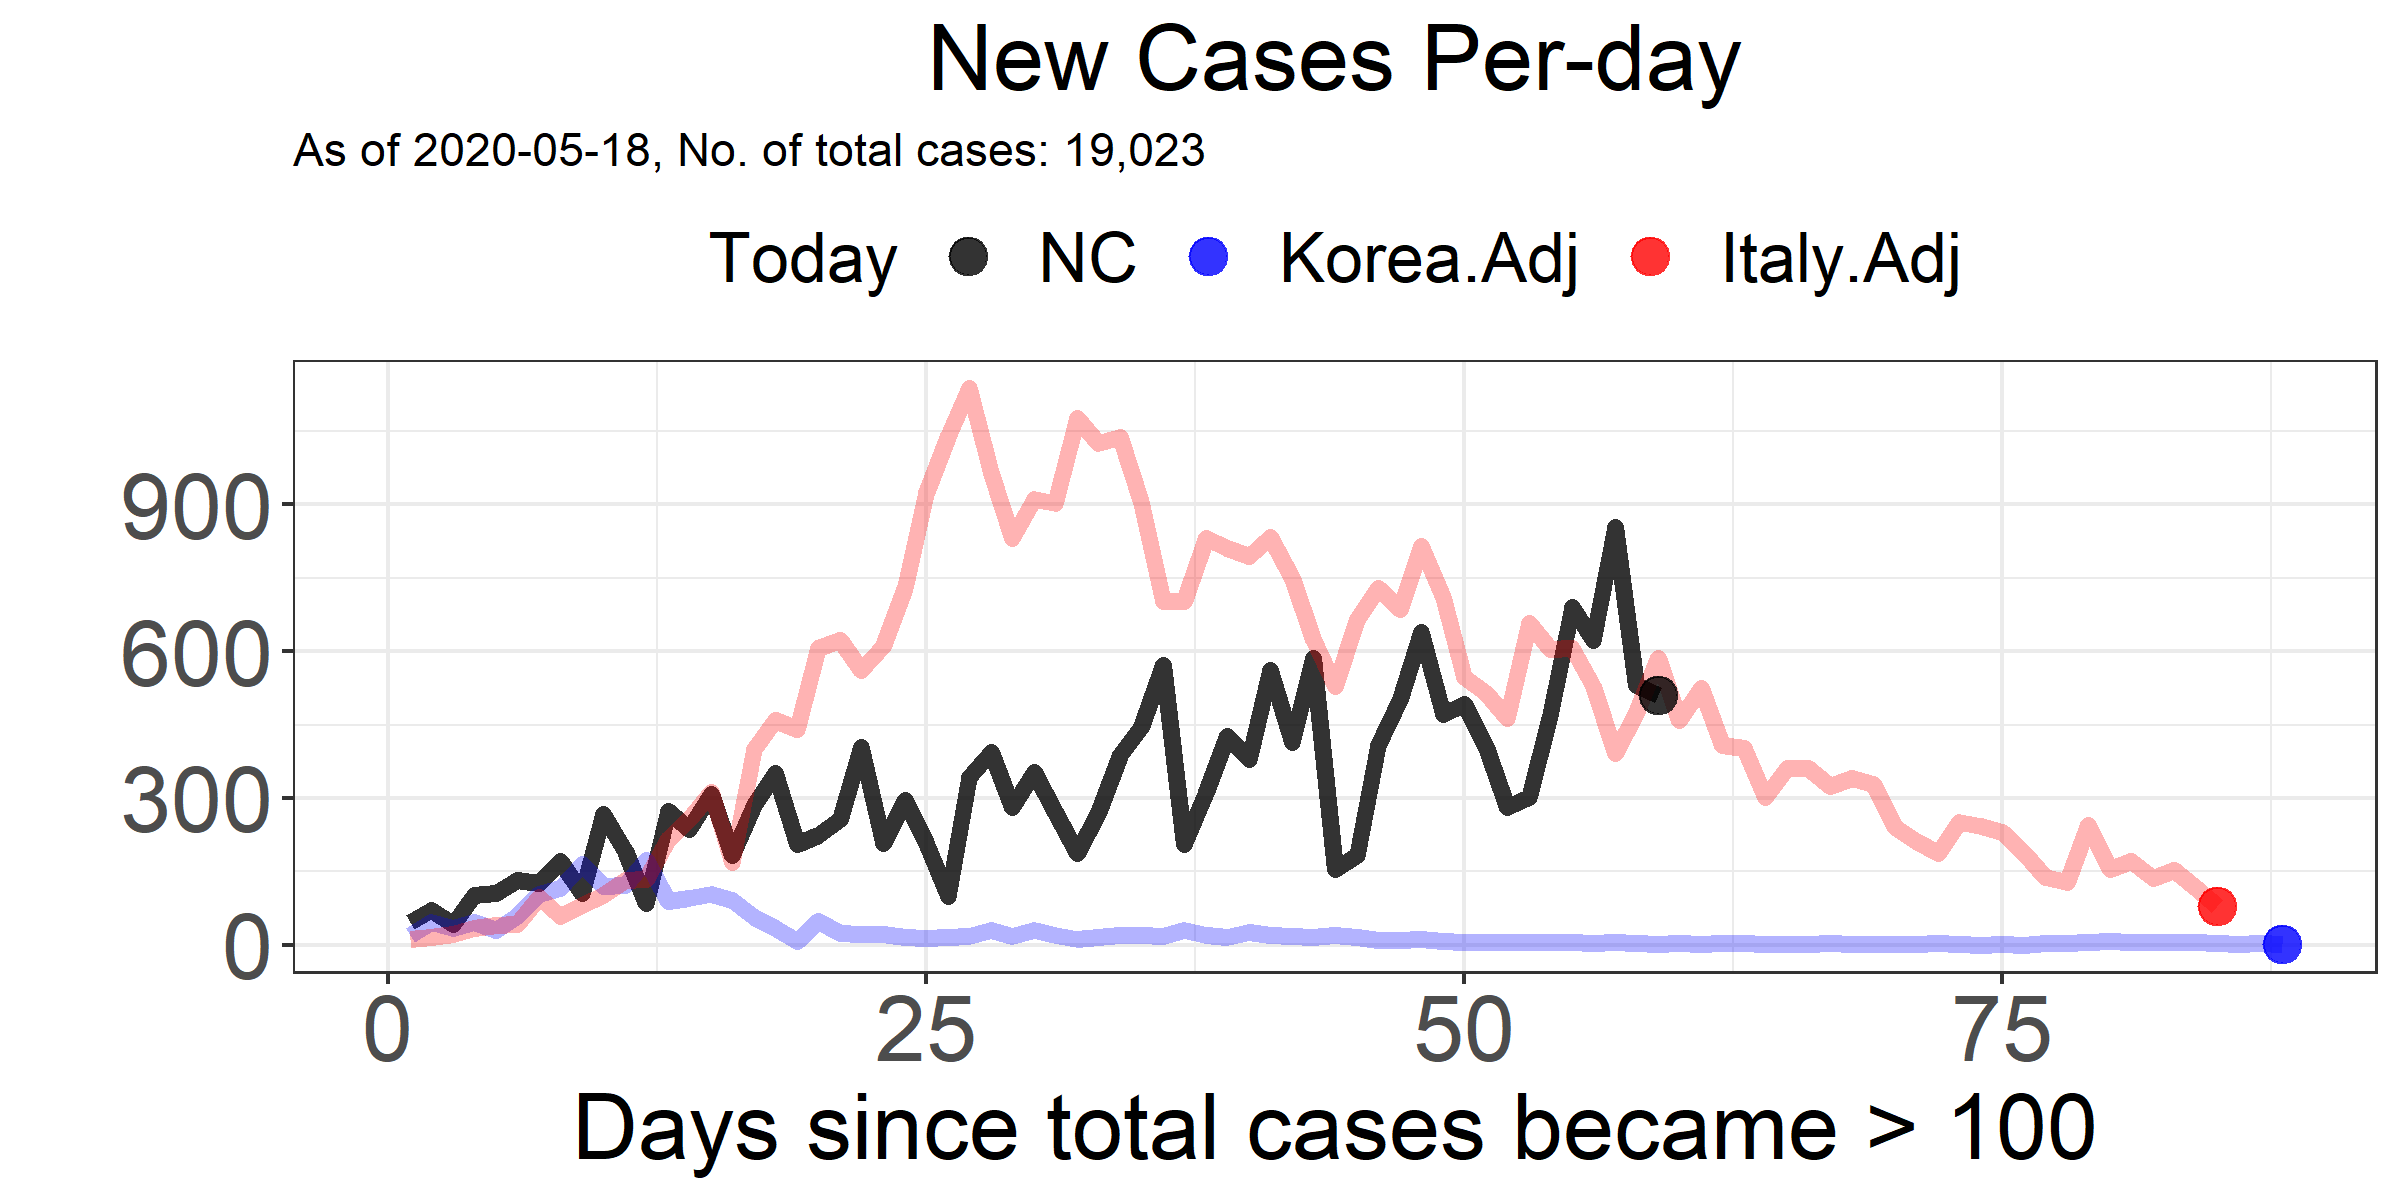 New Cases Per-day
As of 2020-05-18, No. of total cases: 19,023
Today NC Korea.Adj Italy.Adj
900
600
300
0
0 25 50 75
Days since total cases became > 100